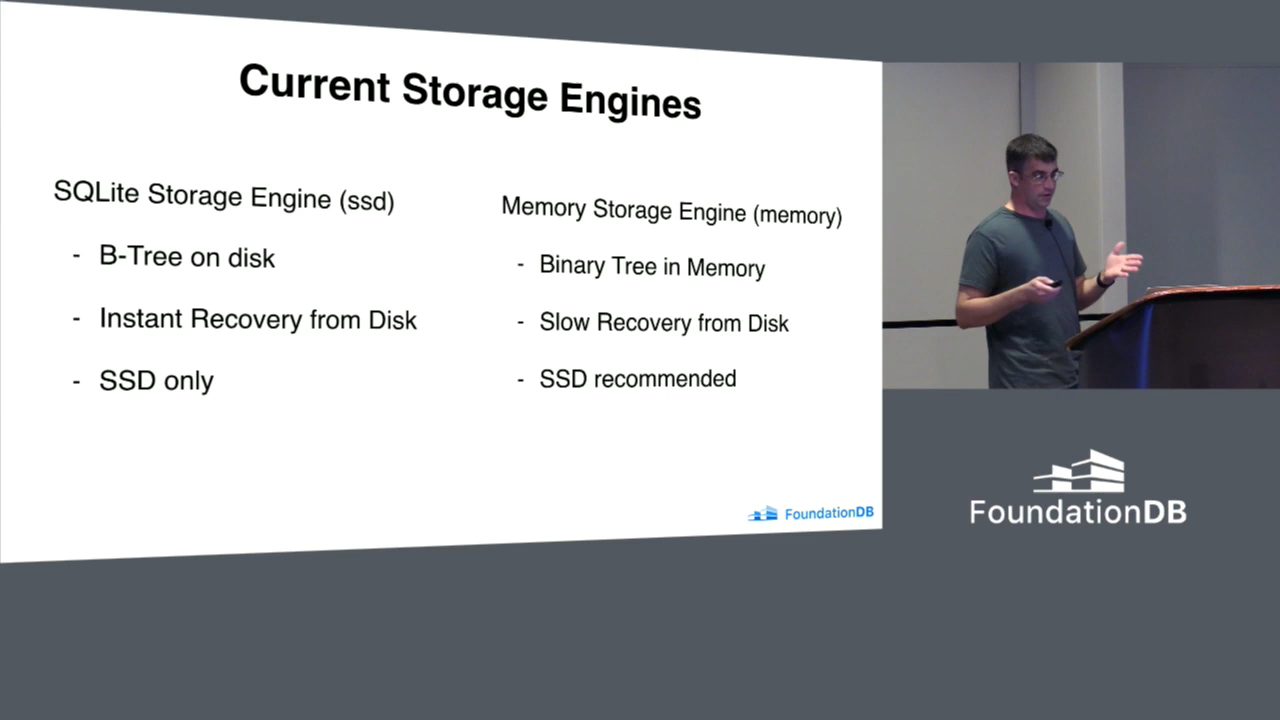 Current Storage Engines
SQLite Storage Engine (ssd)
- B-Tree on disk
- Instant Recovery from Disk
- SSD only
Memory Storage Engine (memory)
- Binary Tree in Memory
- Slow Recovery from Disk
- SSD recommended
FoundationDB
FoundationDB